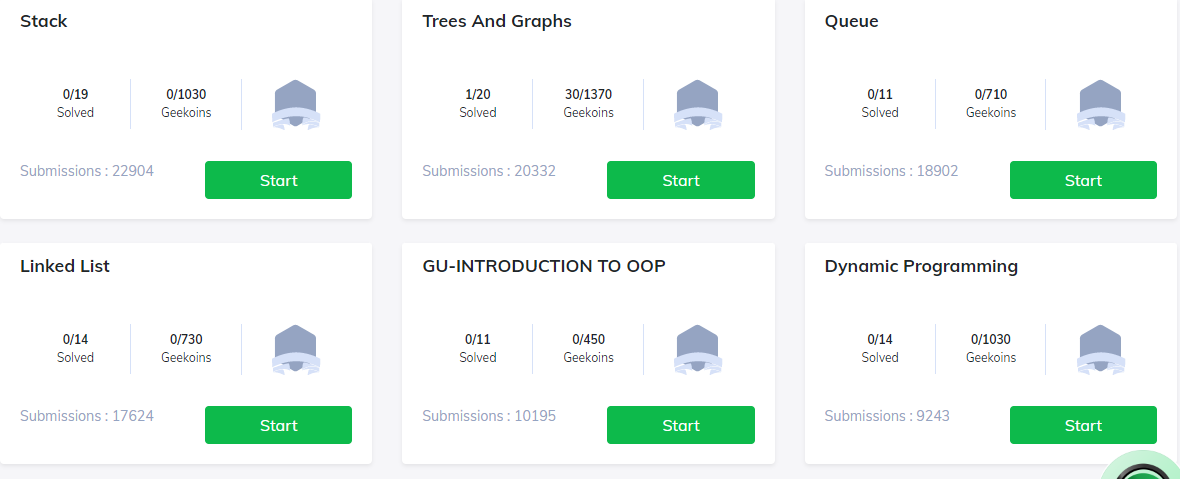 Stack
Trees And Graphs
Queue
0/19
0/1030
1/20
30/1370
0/11
0/710
Solved
Geekoins
Solved
Geekoins
Solved
Geekoins
Submissions : 22904
Start
Submissions : 20332
Start
Submissions : 18902
Start
Linked List
GU-INTRODUCTION TO OOP
Dynamic Programming
0/14
0/730
0/11
0/450
0/14
0/1030
Solved
Geekoins
Solved
Geekoins
Solved
Geekoins
Submissions : 17624
Start
Submissions : 10195
Start
Submissions : 9243
Start